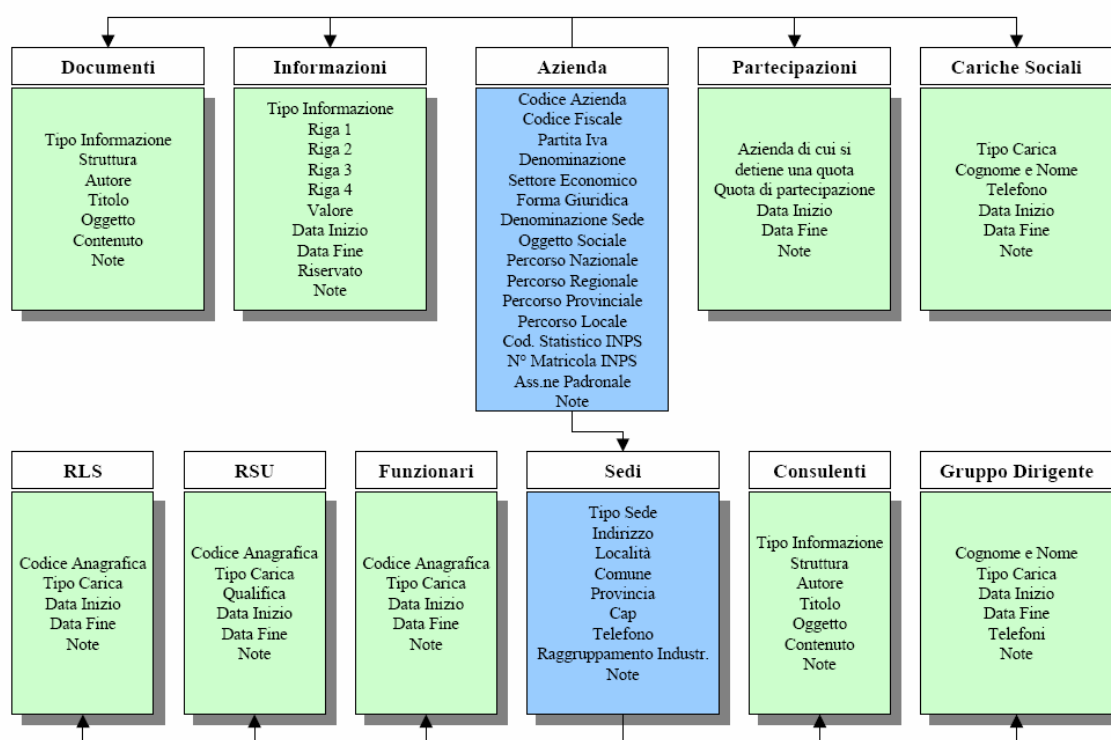 Documenti
Tipo Informazione
Struttura
Autore
Titolo
Oggetto
Contenuto
Note
Informazioni
Tipo Informazione
Riga 1
Riga 2
Riga 3
Riga 4
Valore
Data Inizio
Data Fine
Riservato
Note
Azienda
Codice Azienda
Codice Fiscale
Partita Iva
Denominazione
Settore Economico
Forma Giuridica
Denominazione Sede
Oggetto Sociale
Percorso Nazionale
Percorso Regionale
Percorso Provinciale
Percorso Locale
Cod. Statistico INPS
N° Matricola INPS
Ass.ne Padronale
Note
Partecipazioni
Azienda di cui si
detiene una quota
Quota di partecipazione
Data Inizio
Data Fine
Note
Cariche Sociali
Tipo Carica
Cognome e Nome
Telefono
Data Inizio
Data Fine
Note
RLS
Codice Anagrafica
Tipo Carica
Data Inizio
Data Fine
Note
RSU
Codice Anagrafica
Tipo Carica
Qualifica
Data Inizio
Data Fine
Note
Funzionari
Codice Anagrafica
Tipo Carica
Data Inizio
Data Fine
Note
Sedi
Tipo Sede
Indirizzo
Località
Comune
Provincia
Cap
Telefono
Raggruppamento Industr.
Note
Consulenti
Tipo Informazione
Struttura
Autore
Titolo
Oggetto
Contenuto
Note
Gruppo Dirigente
Cognome e Nome
Tipo Carica
Data Inizio
Data Fine
Telefoni
Note